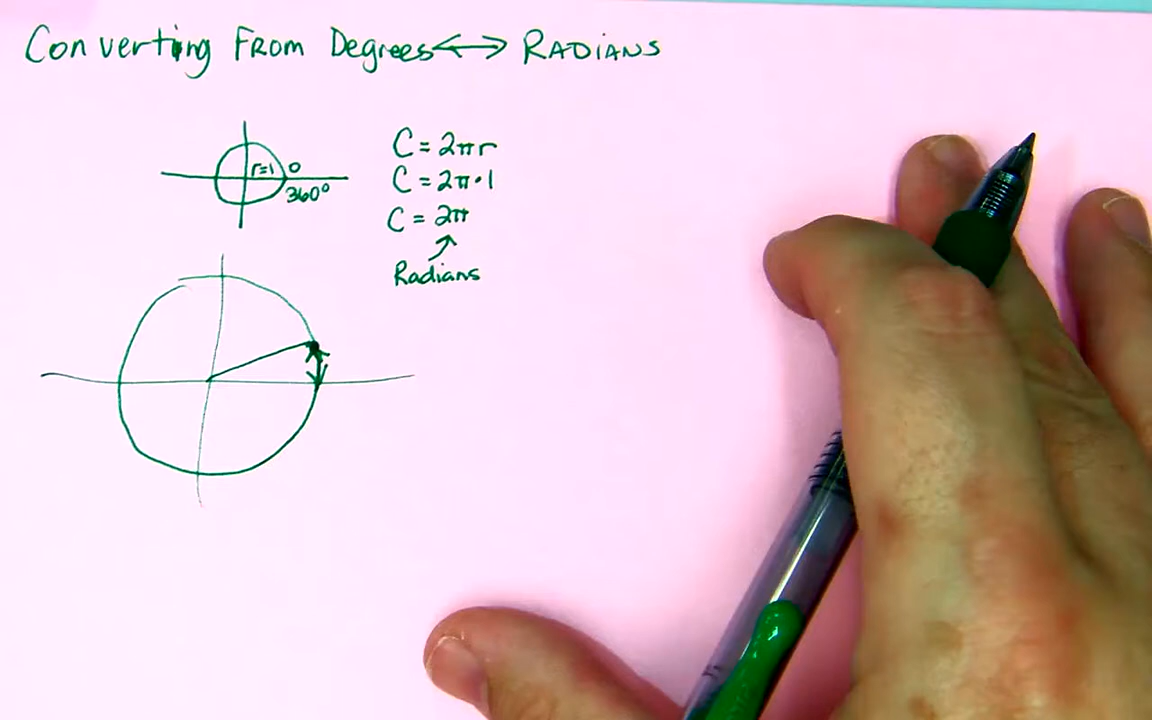 Converting From Degrees <-> RADIANS
r=1 0
360°
C = 2πr
C = 2π·1
C = 2π
Radians